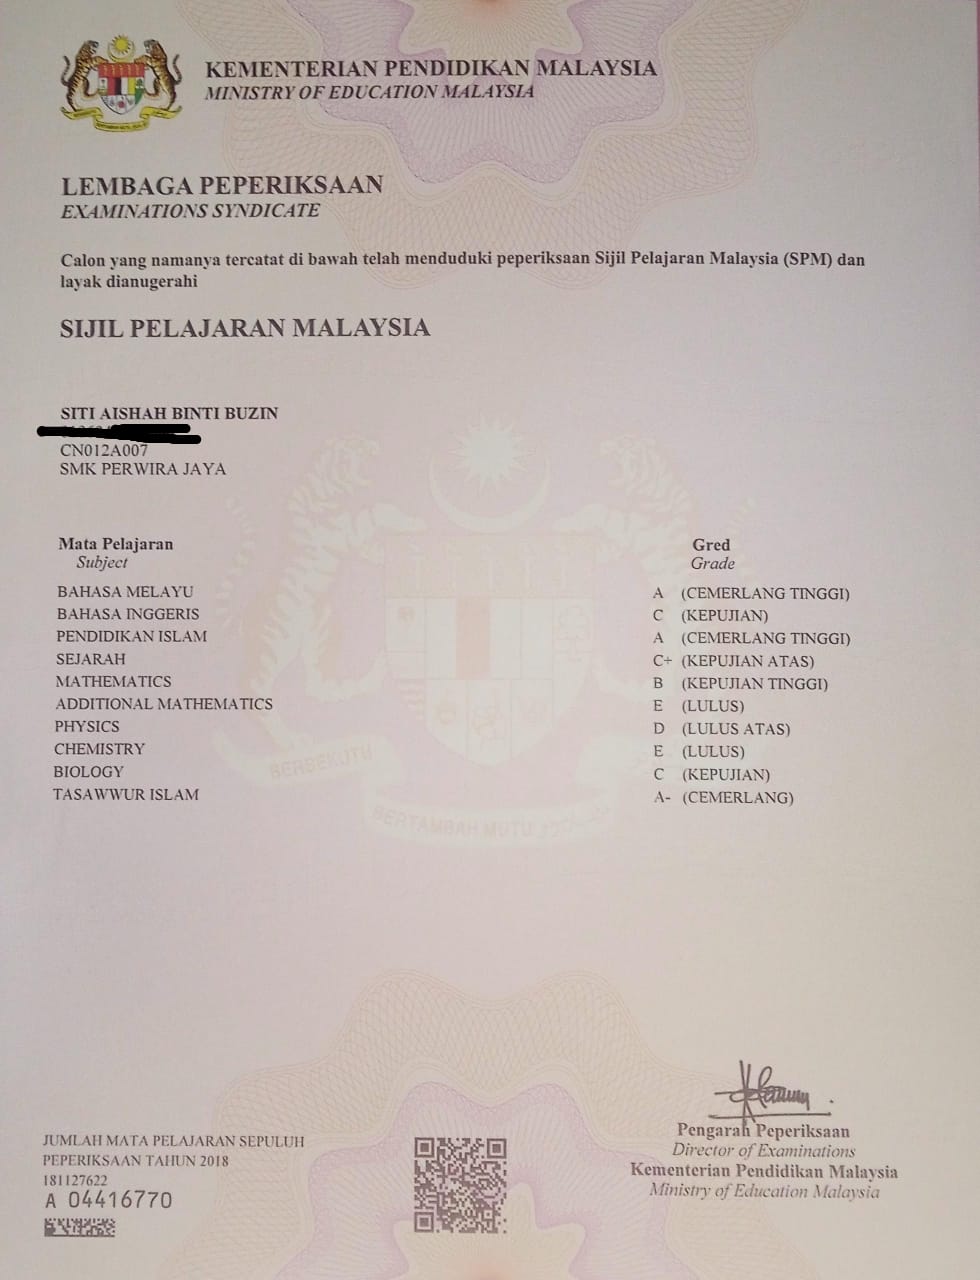 KEMENTERIAN PENDIDIKAN MALAYSIA
MINISTRY OF EDUCATION MALAYSIA
LEMBAGA PEPERIKSAAN
EXAMINATIONS SYNDICATE
Calon yang namanya tercatat di bawah telah menduduki peperiksaan Sijil Pelajaran Malaysia (SPM) dan
layak dianugerahi
SIJIL PELAJARAN MALAYSIA
SITI AISHAH BINTI BUZIN
CN012A007
SMK PERWIRA JAYA
Mata Pelajaran Gred
Subject Grade
BAHASA MELAYU A (CEMERLANG TINGGI)
BAHASA INGGERIS C (KEPUJIAN)
PENDIDIKAN ISLAM A (CEMERLANG TINGGI)
SEJARAH C+ (KEPUJIAN ATAS)
MATHEMATICS B (KEPUJIAN TINGGI)
ADDITIONAL MATHEMATICS E (LULUS)
PHYSICS D (LULUS ATAS)
CHEMISTRY E (LULUS)
BIOLOGY C (KEPUJIAN)
TASAWWUR ISLAM A- (CEMERLANG)
BERSEKUTU
BERTAMBAH MUTU
Pengarah Peperiksaan
Director of Examinations
Kementerian Pendidikan Malaysia
Ministry of Education Malaysia
JUMLAH MATA PELAJARAN SEPULUH
PEPERIKSAAN TAHUN 2018
181127622
A 04416770